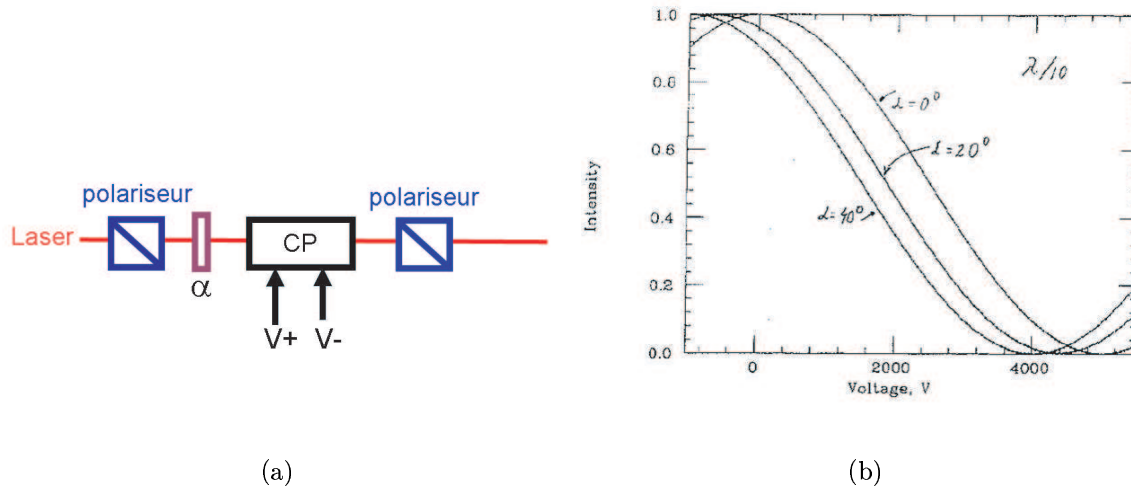 polariseur
polariseur
Laser
CP
α
V+ V-
(a)
1.0
0.8
0.6
0.4
0.2
0.0
Intensity
λ/10
α=0°
α=20°
α=40°
0 2000 4000
Voltage, V
(b)